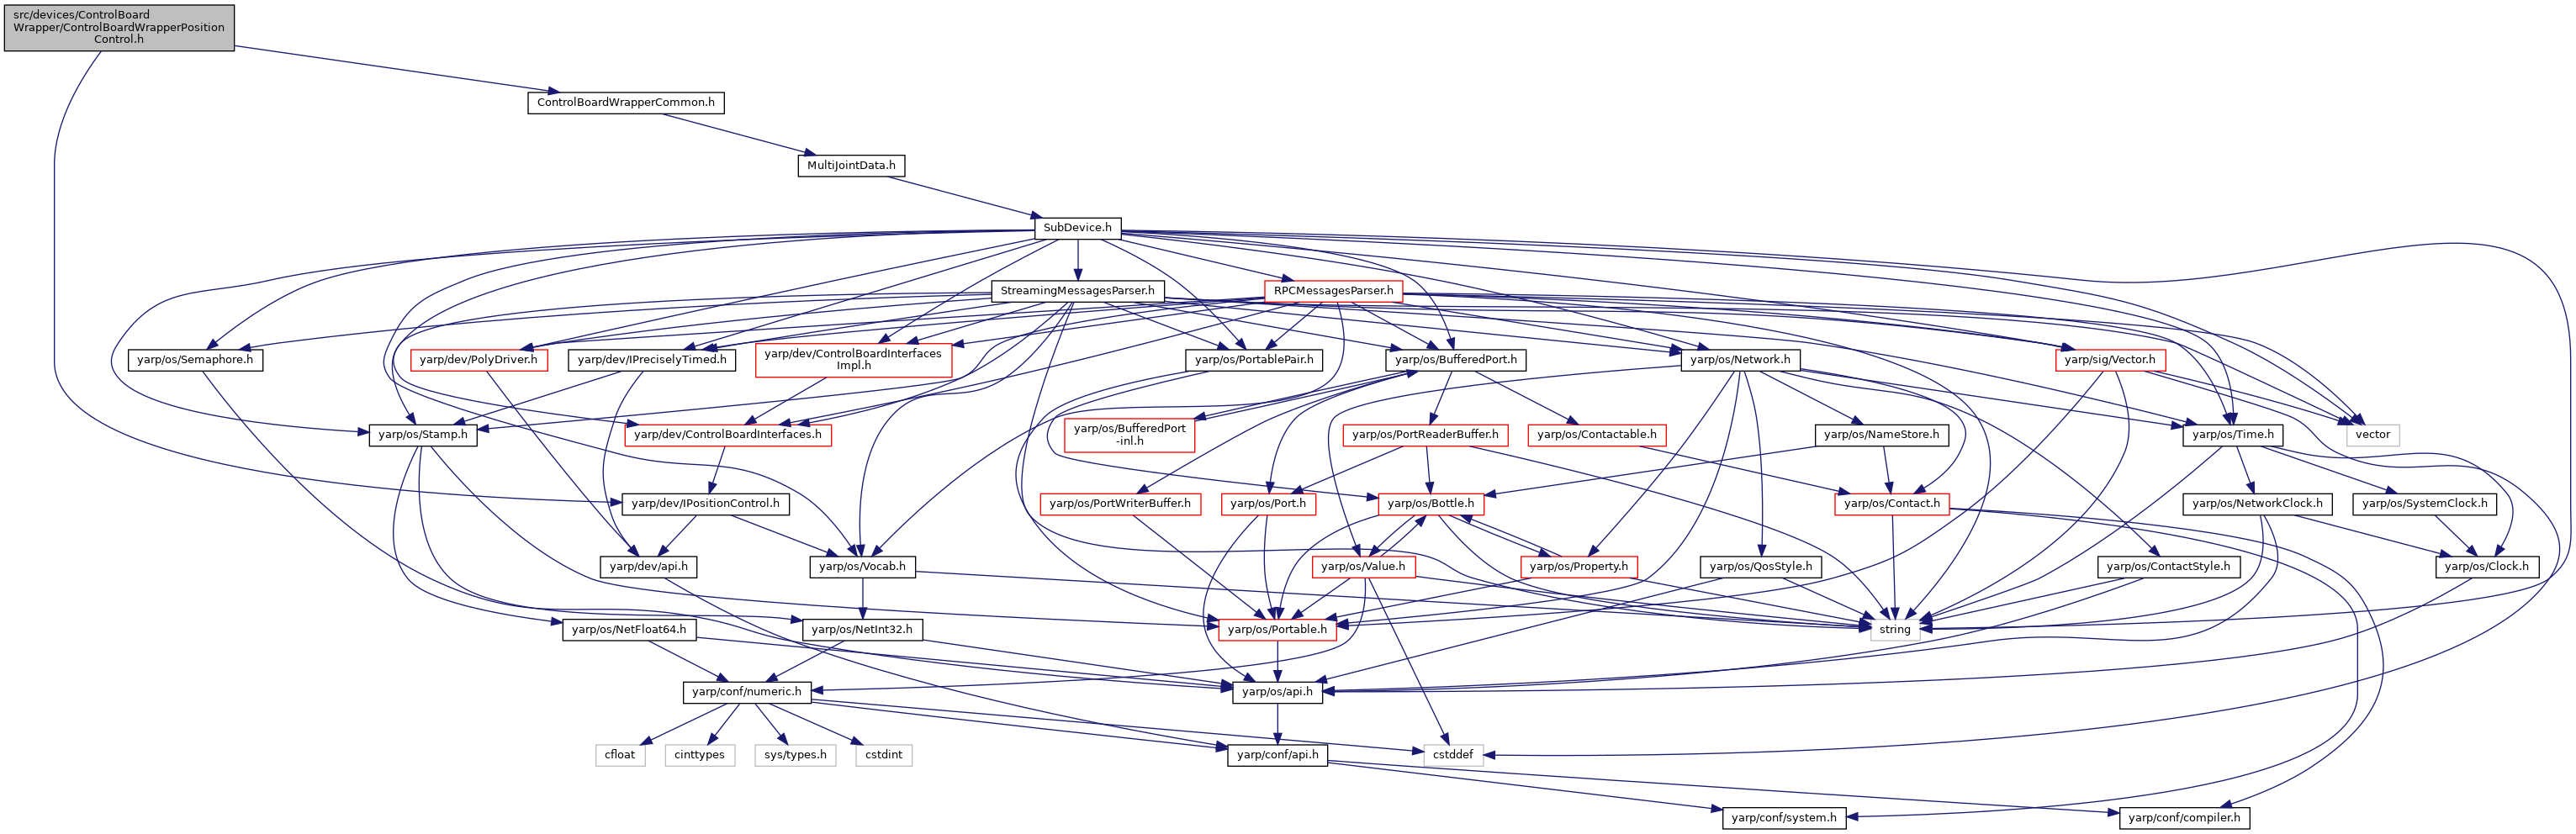 src/devices/ControlBoard
Wrapper/ControlBoardWrapperPosition
Control.h
ControlBoardWrapperCommon.h
MultiJointData.h
SubDevice.h
StreamingMessagesParser.h
RPCMessagesParser.h
yarp/os/Semaphore.h
yarp/dev/PolyDriver.h
yarp/dev/IPreciselyTimed.h
yarp/dev/ControlBoardInterfaces
Impl.h
yarp/os/PortablePair.h
yarp/os/BufferedPort.h
yarp/os/Network.h
yarp/sig/Vector.h
yarp/os/Stamp.h
yarp/dev/ControlBoardInterfaces.h
yarp/os/BufferedPort
-inl.h
yarp/os/PortReaderBuffer.h
yarp/os/Contactable.h
yarp/os/NameStore.h
yarp/os/Time.h
vector
yarp/dev/IPositionControl.h
yarp/os/PortWriterBuffer.h
yarp/os/Port.h
yarp/os/Bottle.h
yarp/os/Contact.h
yarp/os/NetworkClock.h
yarp/os/SystemClock.h
yarp/dev/api.h
yarp/os/Vocab.h
yarp/os/Value.h
yarp/os/Property.h
yarp/os/QosStyle.h
yarp/os/ContactStyle.h
yarp/os/Clock.h
yarp/os/NetFloat64.h
yarp/os/NetInt32.h
yarp/os/Portable.h
string
yarp/conf/numeric.h
yarp/os/api.h
cfloat
cinttypes
sys/types.h
cstdint
yarp/conf/api.h
cstddef
yarp/conf/system.h
yarp/conf/compiler.h